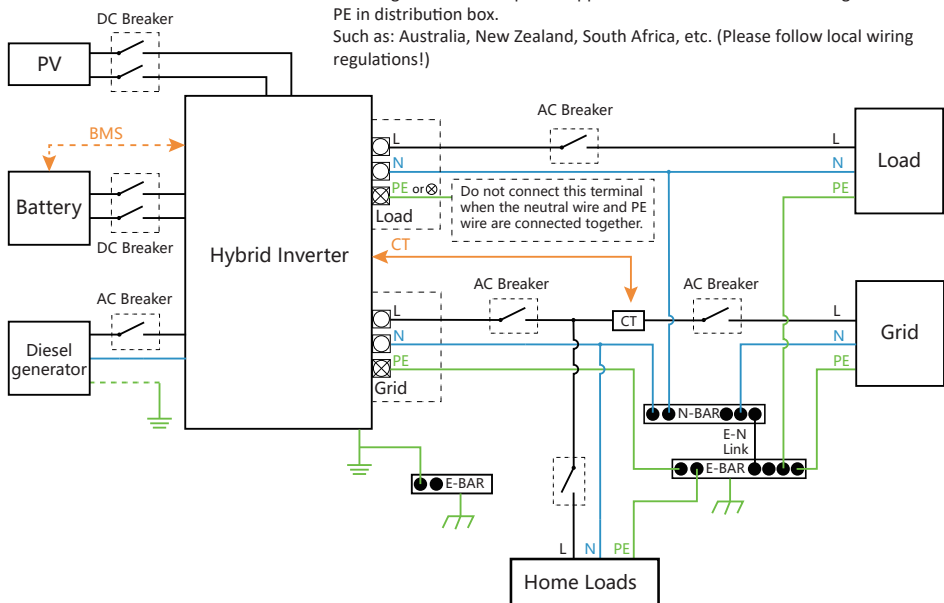 PE in distribution box.
Such as: Australia, New Zealand, South Africa, etc. (Please follow local wiring
regulations!)
DC Breaker
PV
AC Breaker
BMS
L
N
PE or
Load
Do not connect this terminal
when the neutral wire and PE
wire are connected together.
L
N
PE
Load
Battery
DC Breaker
Hybrid Inverter
CT
AC Breaker
AC Breaker
AC Breaker
Diesel
generator
L
N
PE
Grid
CT
L
N
PE
Grid
N-BAR
E-N
Link
E-BAR
E-BAR
L
N
PE
Home Loads